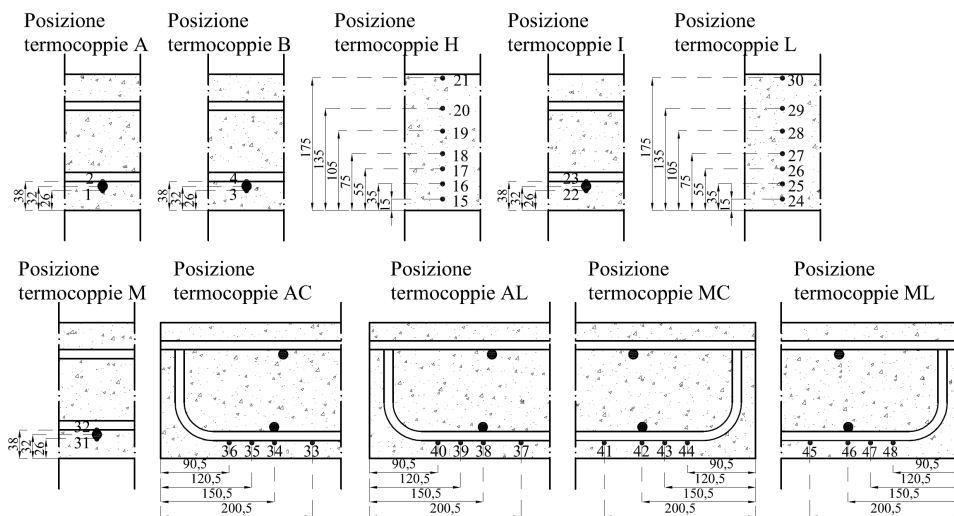 Posizione
termocoppie A
2
1
38
32
26
Posizione
termocoppie B
4
3
38
32
26
Posizione
termocoppie H
21
20
19
18
17
16
15
175
135
105
75
55
35
15
Posizione
termocoppie I
23
22
38
32
26
Posizione
termocoppie L
30
29
28
27
26
25
24
175
135
105
75
55
35
15
Posizione
termocoppie M
32
31
38
32
26
Posizione
termocoppie AC
36 35 34 33
90,5
120,5
150,5
200,5
Posizione
termocoppie AL
40 39 38 37
90,5
120,5
150,5
200,5
Posizione
termocoppie MC
41 42 43 44
90,5
120,5
150,5
200,5
Posizione
termocoppie ML
45 46 47 48
90,5
120,5
150,5
200,5